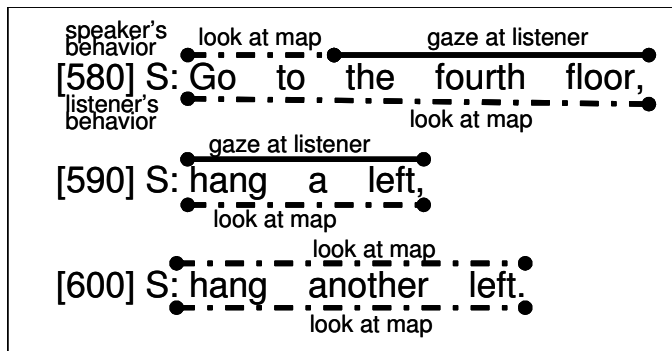 speaker's
behavior
look at map gaze at listener
[580] S: Go to the fourth floor,
listener's
behavior
look at map
gaze at listener
[590] S: hang a left,
look at map
look at map
[600] S: hang another left.
look at map